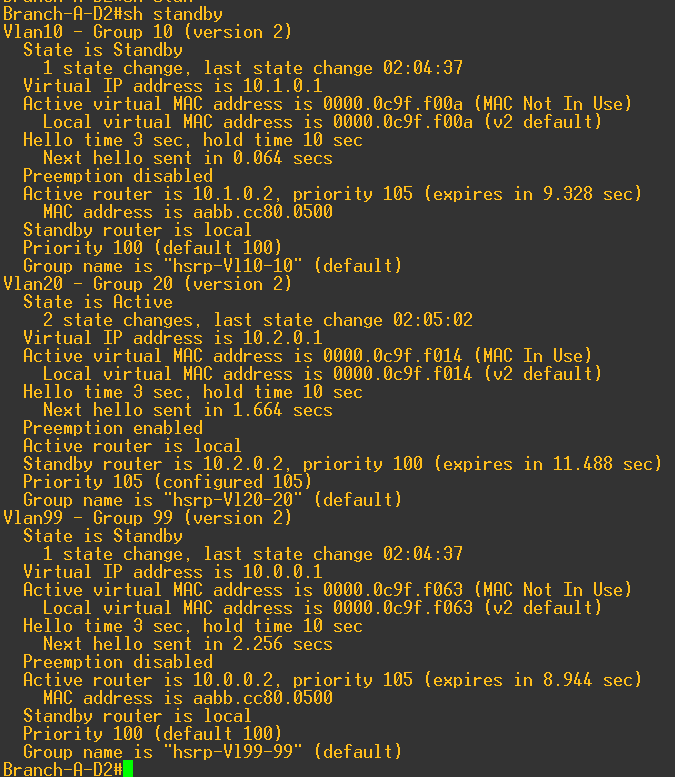 Branch-A-D2#sh standby
Vlan10 - Group 10 (version 2)
  State is Standby
    1 state change, last state change 02:04:37
  Virtual IP address is 10.1.0.1
  Active virtual MAC address is 0000.0c9f.f00a (MAC Not In Use)
    Local virtual MAC address is 0000.0c9f.f00a (v2 default)
  Hello time 3 sec, hold time 10 sec
    Next hello sent in 0.064 secs
  Preemption disabled
  Active router is 10.1.0.2, priority 105 (expires in 9.328 sec)
    MAC address is aabb.cc80.0500
  Standby router is local
  Priority 100 (default 100)
  Group name is "hsrp-Vl10-10" (default)
Vlan20 - Group 20 (version 2)
  State is Active
    2 state changes, last state change 02:05:02
  Virtual IP address is 10.2.0.1
  Active virtual MAC address is 0000.0c9f.f014 (MAC In Use)
    Local virtual MAC address is 0000.0c9f.f014 (v2 default)
  Hello time 3 sec, hold time 10 sec
    Next hello sent in 1.664 secs
  Preemption enabled
  Active router is local
  Standby router is 10.2.0.2, priority 100 (expires in 11.488 sec)
  Priority 105 (configured 105)
  Group name is "hsrp-Vl20-20" (default)
Vlan99 - Group 99 (version 2)
  State is Standby
    1 state change, last state change 02:04:37
  Virtual IP address is 10.0.0.1
  Active virtual MAC address is 0000.0c9f.f063 (MAC Not In Use)
    Local virtual MAC address is 0000.0c9f.f063 (v2 default)
  Hello time 3 sec, hold time 10 sec
    Next hello sent in 2.256 secs
  Preemption disabled
  Active router is 10.0.0.2, priority 105 (expires in 8.944 sec)
    MAC address is aabb.cc80.0500
  Standby router is local
  Priority 100 (default 100)
  Group name is "hsrp-Vl99-99" (default)
Branch-A-D2#